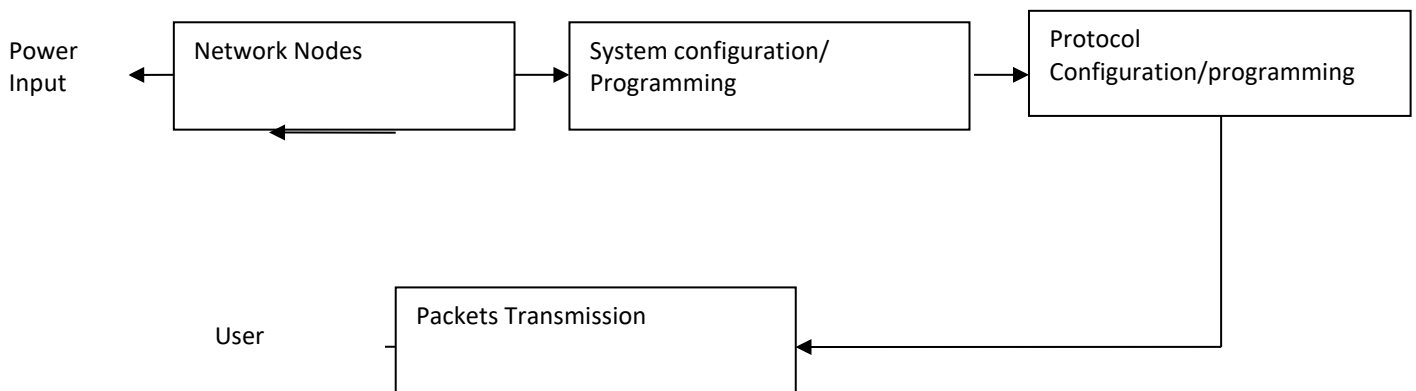 Power
Input
Network Nodes
System configuration/
Programming
Protocol
Configuration/programming
User
Packets Transmission